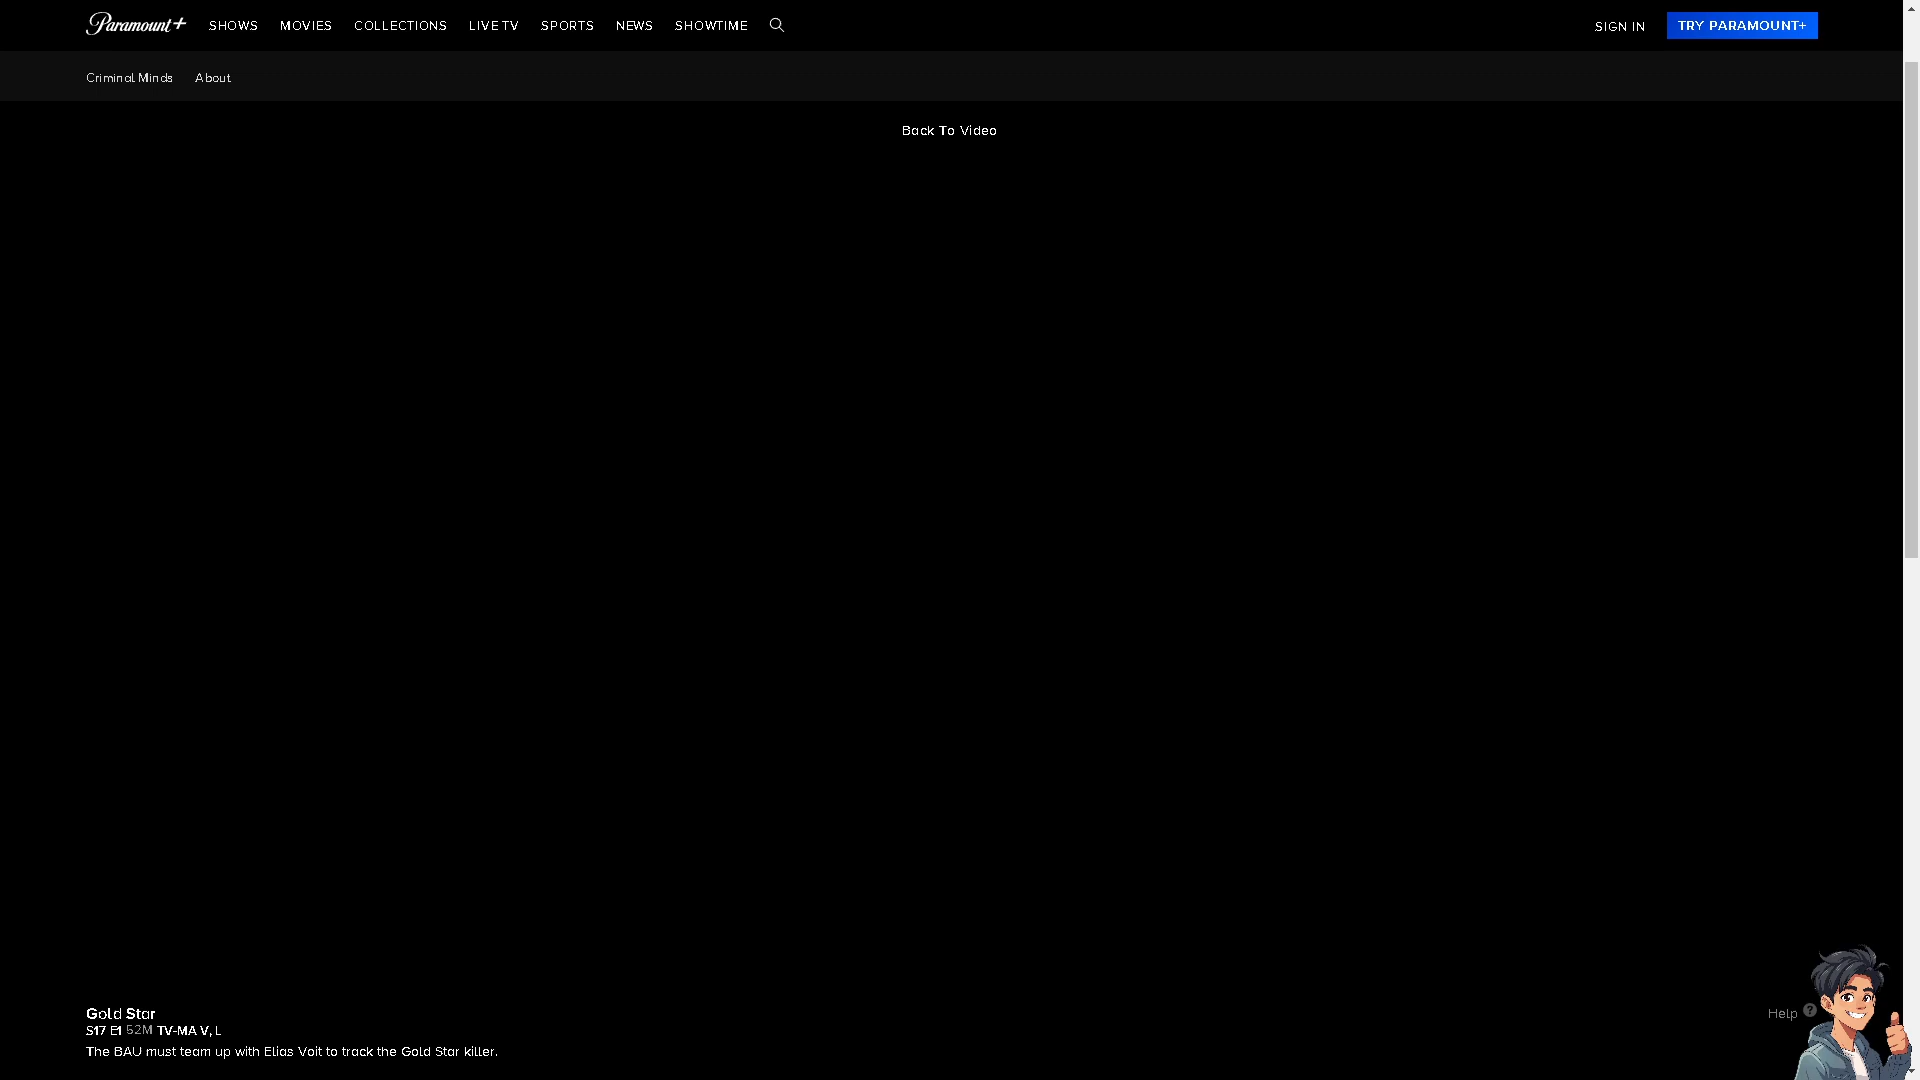 Paramount+ SHOWS MOVIES COLLECTIONS LIVE TV SPORTS NEWS SHOWTIME SIGN IN TRY PARAMOUNT+
Criminal Minds About
Back To Video
Gold Star
S17 E1 52M TV-MA V, L
The BAU must team up with Elias Voit to track the Gold Star killer.
Help ?